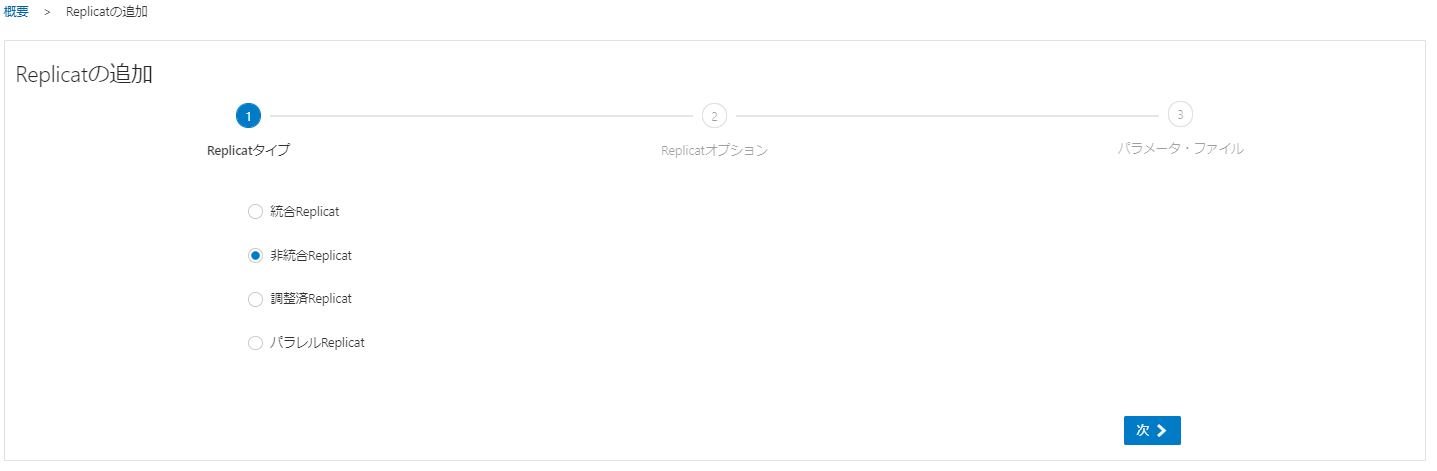 概要 > Replicatの追加
Replicatの追加
1 2 3
Replicatタイプ Replicatオプション パラメータ・ファイル
統合Replicat
非統合Replicat
調整済Replicat
パラレルReplicat
次